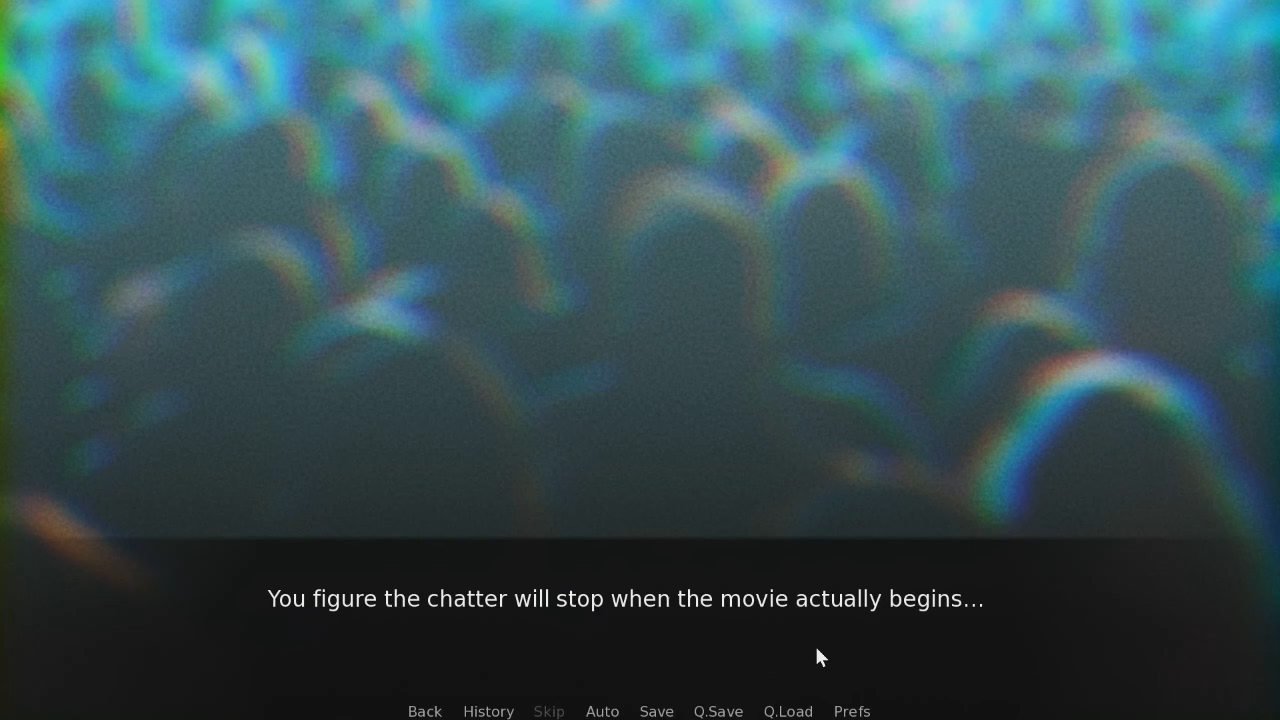 You figure the chatter will stop when the movie actually begins...
Back History Skip Auto Save Q.Save Q.Load Prefs